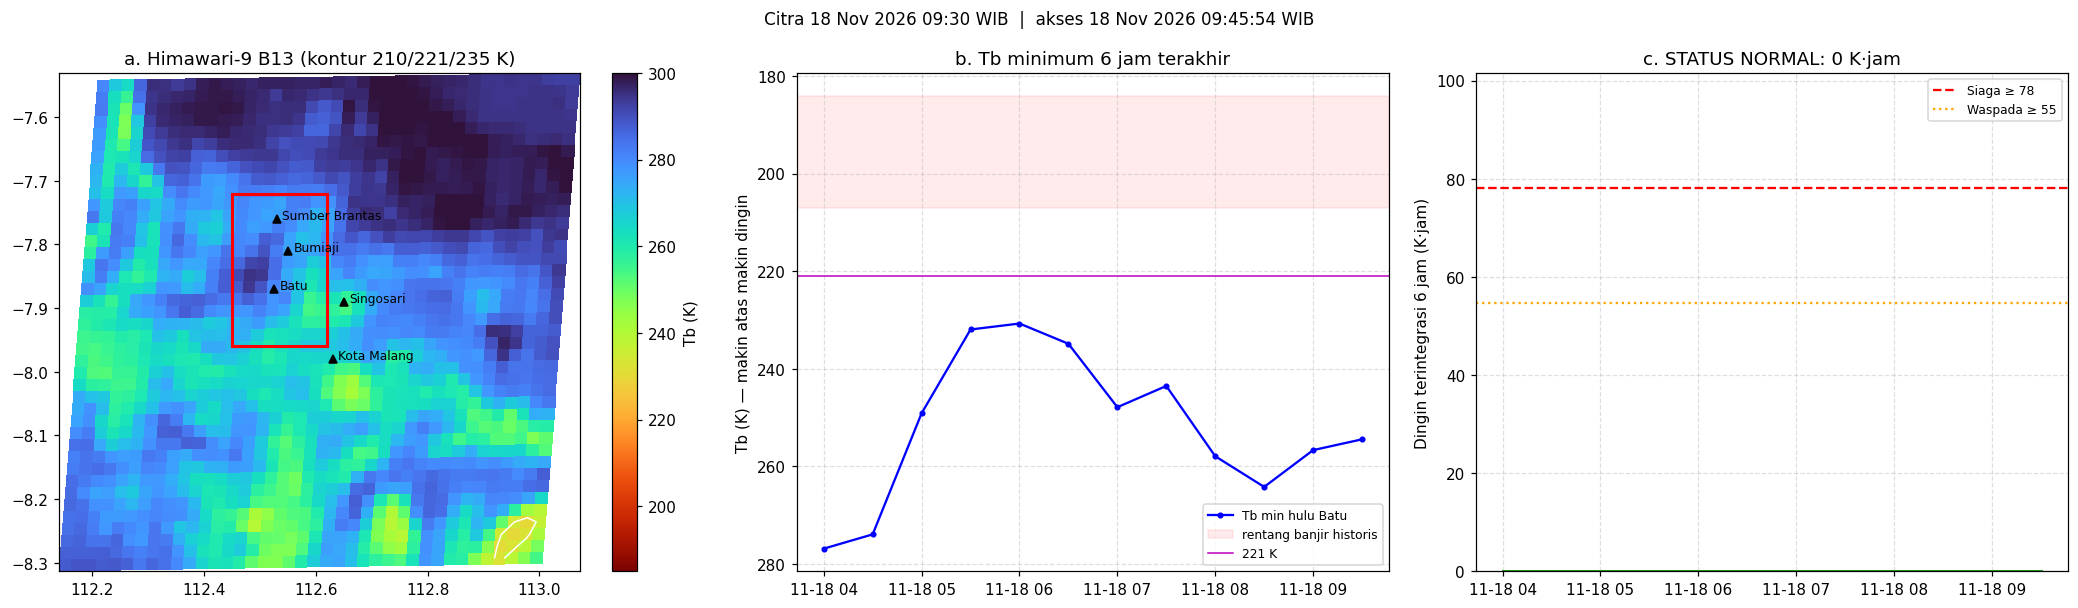 Citra 18 Nov 2026 09:30 WIB | akses 18 Nov 2026 09:45:54 WIB
a. Himawari-9 B13 (kontur 210/221/235 K)
−7.6
−7.7
−7.8
−7.9
−8.0
−8.1
−8.2
−8.3
112.2
112.4
112.6
112.8
113.0
Sumber Brantas
Bumiaji
Batu
Singosari
Kota Malang
300
280
260
240
220
200
Tb (K)
b. Tb minimum 6 jam terakhir
Tb (K) — makin atas makin dingin
180
200
220
240
260
280
11-18 04
11-18 05
11-18 06
11-18 07
11-18 08
11-18 09
Tb min hulu Batu
rentang banjir historis
221 K
c. STATUS NORMAL: 0 K·jam
Dingin terintegrasi 6 jam (K·jam)
100
80
60
40
20
0
11-18 04
11-18 05
11-18 06
11-18 07
11-18 08
11-18 09
Siaga ≥ 78
Waspada ≥ 55